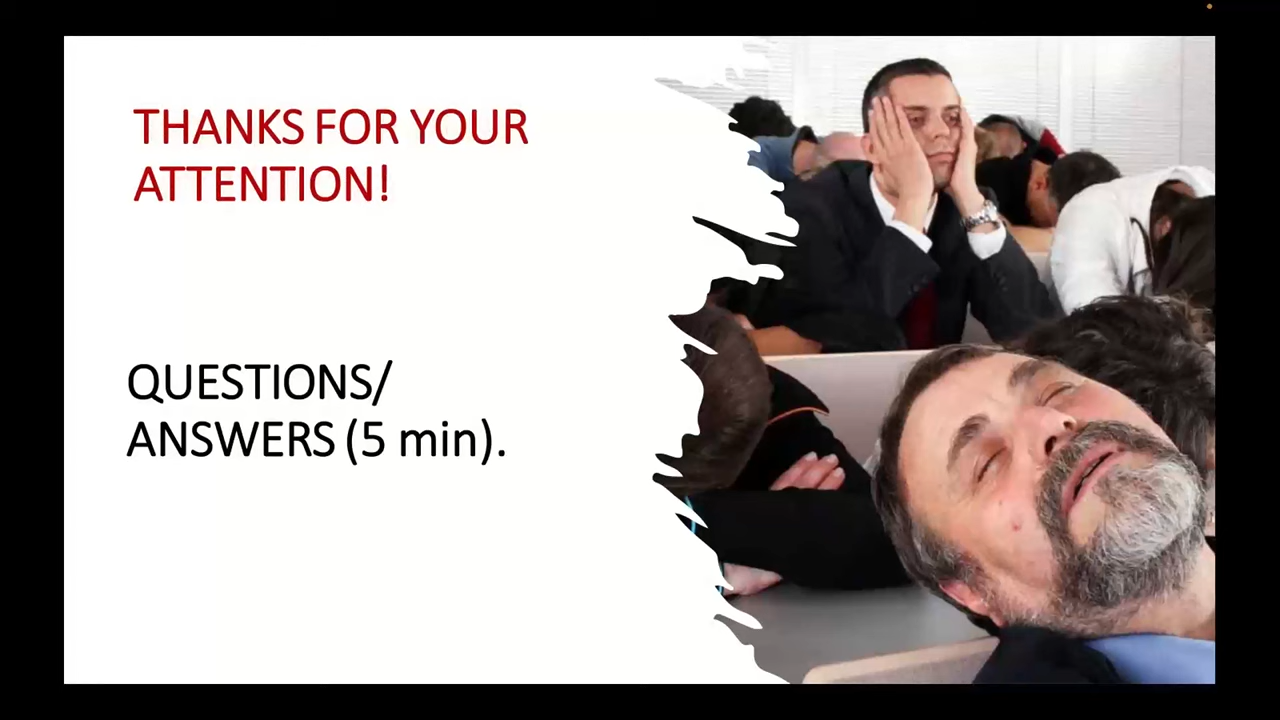 THANKS FOR YOUR
ATTENTION!
QUESTIONS/
ANSWERS (5 min).